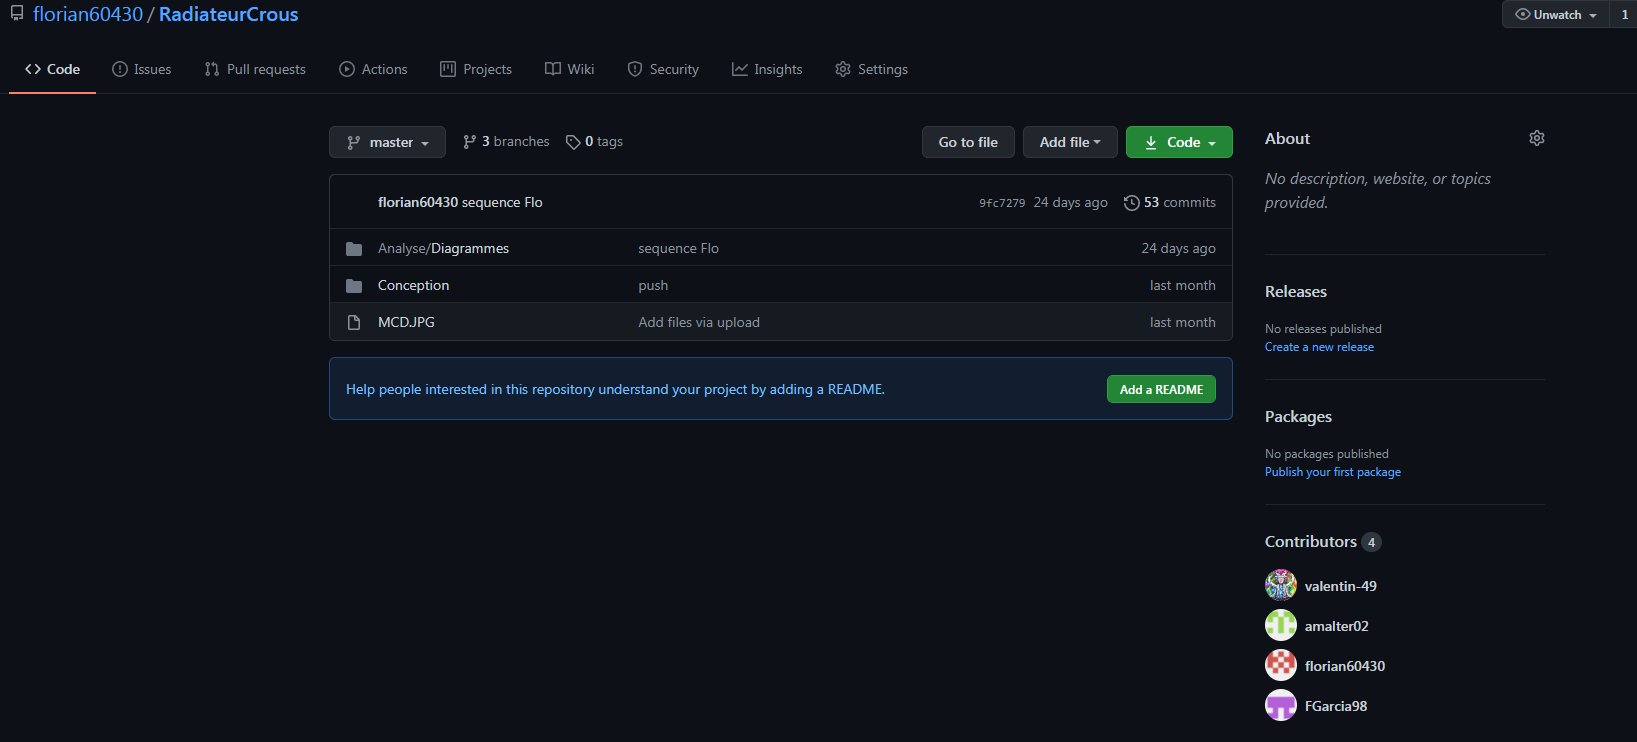 florian60430 / RadiateurCrous
Unwatch 1
Code Issues Pull requests Actions Projects Wiki Security Insights Settings
master 3 branches 0 tags Go to file Add file Code
florian60430 sequence Flo 9fc7279 24 days ago 53 commits
Analyse/Diagrammes sequence Flo 24 days ago
Conception push last month
MCD.JPG Add files via upload last month
Help people interested in this repository understand your project by adding a README. Add a README
About
No description, website, or topics
provided.
Releases
No releases published
Create a new release
Packages
No packages published
Publish your first package
Contributors 4
valentin-49
amalter02
florian60430
FGarcia98